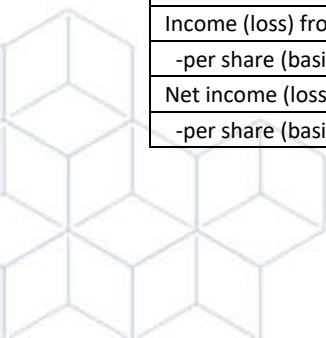 Income (loss) fro
-per share (basi
Net income (loss
-per share (basi